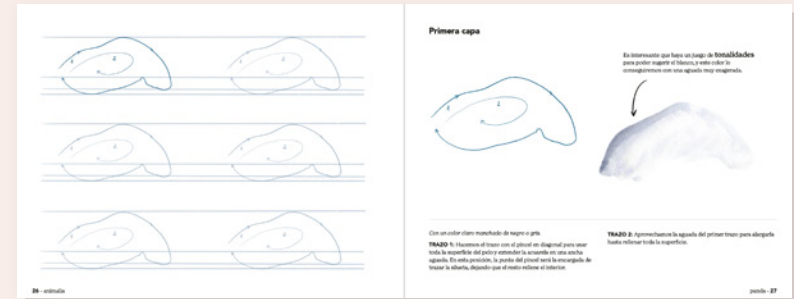 26 - animales
Primera capa
Es interesante que haya un juego de tonalidades
para poder sugerir el blanco, y este color lo
conseguiremos con una aguada muy exagerada.
1
2
Con un color claro manchado de negro o gris.
TRAZO 1: Hacemos el trazo con el pincel en diagonal para usar
toda la superficie del pelo y extender la acuarela en una ancha
aguada. En esta posición, la punta del pincel será la encargada de
trazar la silueta, dejando que el resto rellene el interior.
TRAZO 2: Aprovechamos la aguada del primer trazo para alargarla
hasta rellenar toda la superficie.
panda - 27